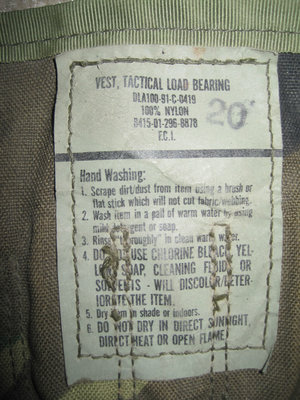 VEST, TACTICAL LOAD BEARING
DLA100-91-C-0419
100% NYLON
8415-01-296-8878
F.C.I.
20
Hand Washing:
1. Scrape dirt/dust from item using a brush or
flat stick which will not cut fabric/webbing.
2. Wash item in a pail of warm water by using
mild detergent or soap.
3. Rinse thoroughly in clean warm water.
4. DO NOT USE CHLORINE BLEACH, YEL-
LOW SOAP, CLEANING FLUIDS OR
SOLVENTS - WILL DISCOLOR/DETER-
IORATE THE ITEM.
5. Dry item in shade or indoors.
6. DO NOT DRY IN DIRECT SUNLIGHT,
DIRECT HEAT OR OPEN FLAME